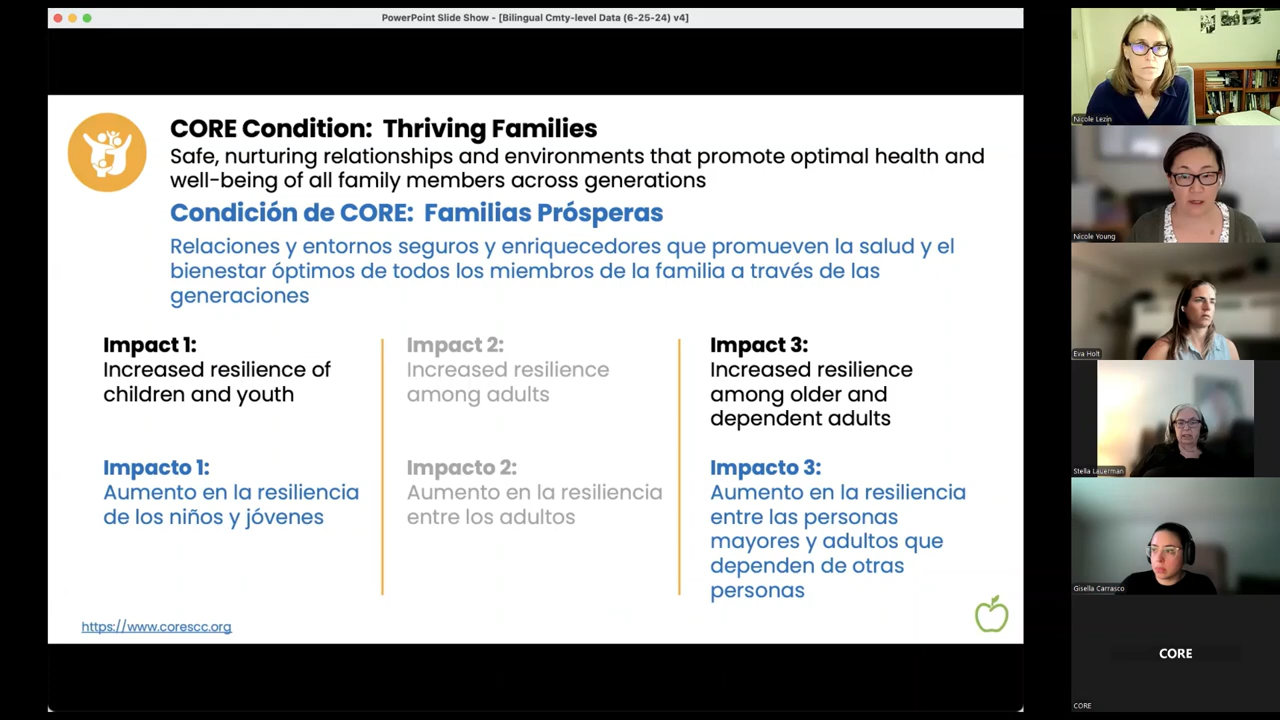 PowerPoint Slide Show - [Bilingual Cmty-level Data (6-25-24) v4]
CORE Condition: Thriving Families
Safe, nurturing relationships and environments that promote optimal health and
well-being of all family members across generations
Condición de CORE: Familias Prósperas
Relaciones y entornos seguros y enriquecedores que promueven la salud y el
bienestar óptimos de todos los miembros de la familia a través de las
generaciones
Impact 1:
Increased resilience of
children and youth
Impacto 1:
Aumento en la resiliencia
de los niños y jóvenes
Impact 2:
Increased resilience
among adults
Impacto 2:
Aumento en la resiliencia
entre los adultos
Impact 3:
Increased resilience
among older and
dependent adults
Impacto 3:
Aumento en la resiliencia
entre las personas
mayores y adultos que
dependen de otras
personas
https://www.corescc.org
Nicole Lezin
Nicole Young
Eva Holt
Stella Lauerman
Gisella Carrasco
CORE
CORE